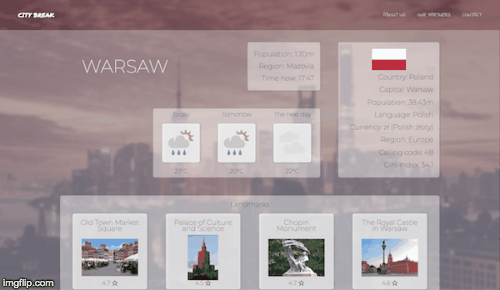 CITY BREAK
ABOUT US
OUR PARTNERS
CONTACT
WARSAW
Population: 1.70m
Region: Mazovia
Time now: 17:47
Country: Poland
Capital: Warsaw
Population: 38.43m
Language: Polish
Currency: zł (Polish złoty)
Region: Europe
Calling code: 48
Gini index: 34.1
Today
tomorrow
The next day
23°C
20°C
22°C
Landmarks
Old Town Market
Square
4.7 ☆
Palace of Culture
and Science
4.5 ☆
Chopin
Monument
4.7 ☆
The Royal Castle
in Warsaw
4.6 ☆
imgflip.com